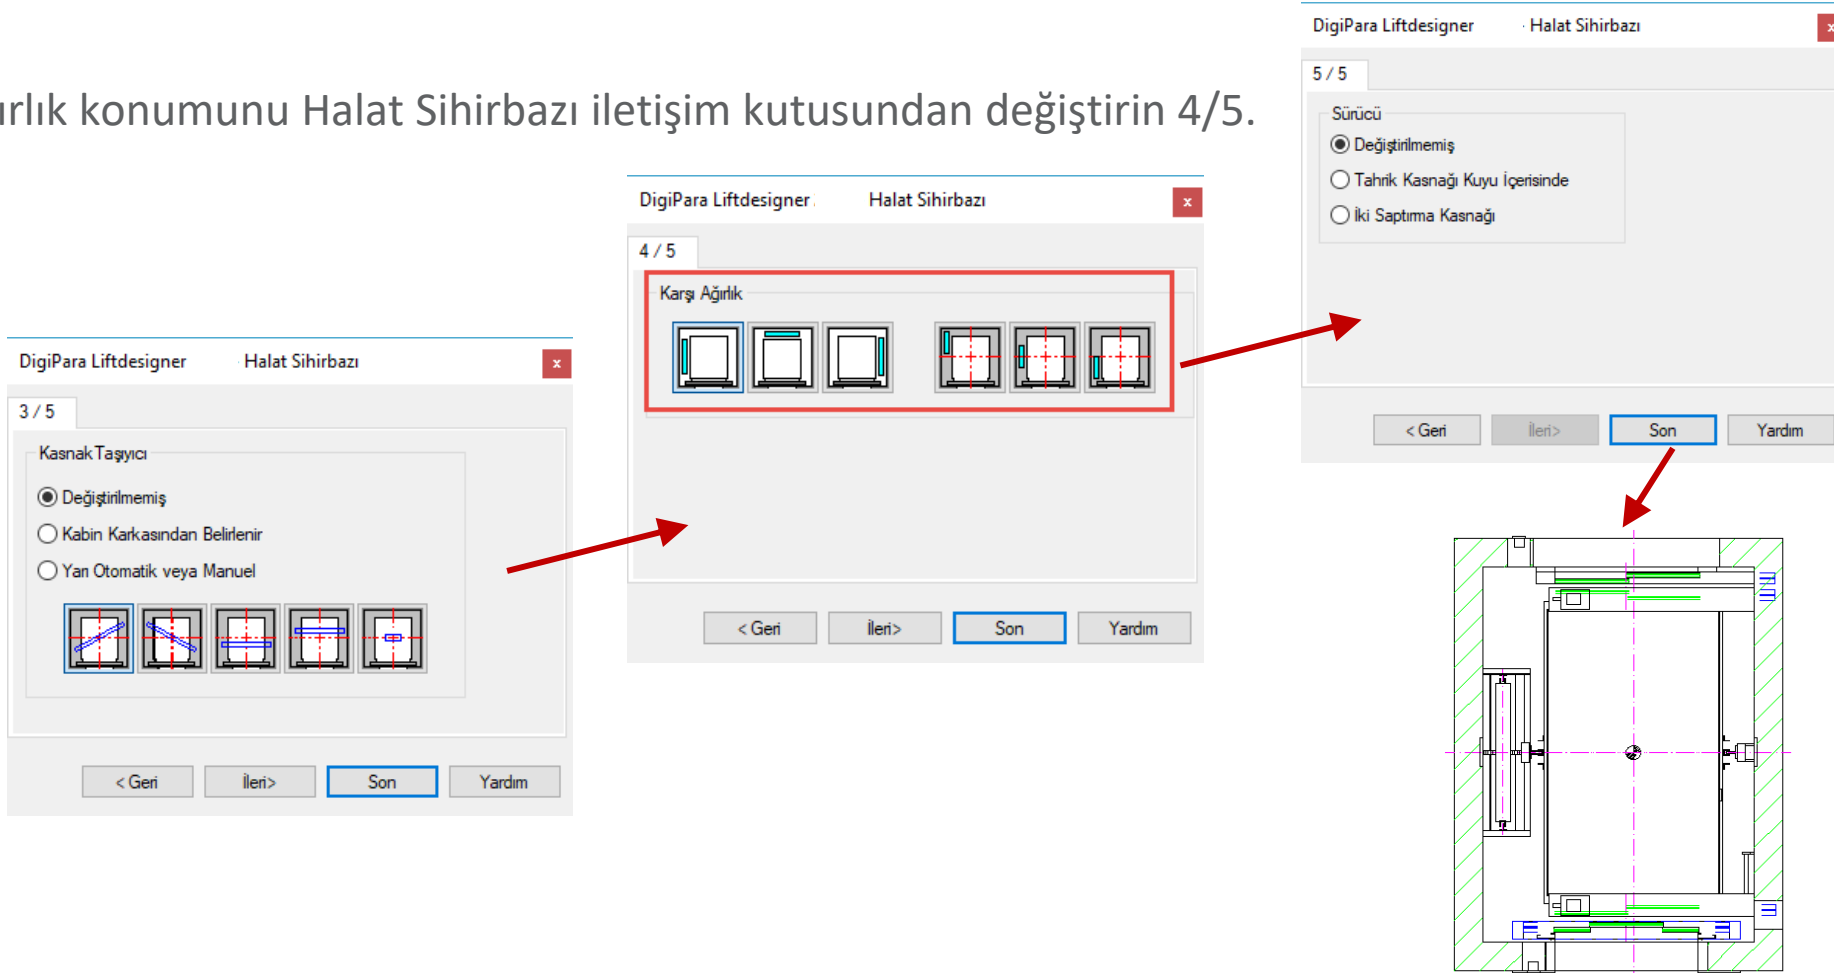 konumunu Halat Sihirbazı iletişim kutusundan değiştirin 4/5.
DigiPara Liftdesigner Halat Sihirbazı
3 / 5
Kasnak Taşıyıcı
Değiştirilmemiş
Kabin Karkasından Belirlenir
Yarı Otomatik veya Manuel
< Geri İleri> Son Yardım
DigiPara Liftdesigner Halat Sihirbazı
x
4 / 5
Karşı Ağırlık
< Geri İleri> Son Yardım
DigiPara Liftdesigner Halat Sihirbazı
5 / 5
Sürücü
Değiştirilmemiş
Tahrik Kasnağı Kuyu İçerisinde
İki Saptırma Kasnağı
< Geri İleri> Son Yardım